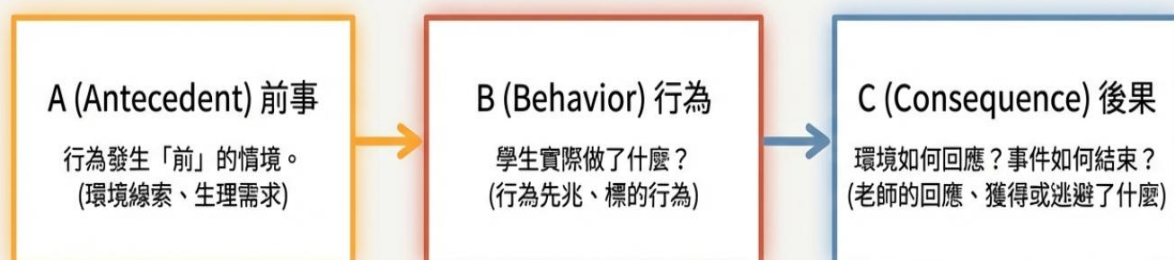 A (Antecedent) 前事
行為發生「前」的情境。
(環境線索、生理需求)
B (Behavior) 行為
學生實際做了什麼？
(行為先兆、標的行為)
C (Consequence) 後果
環境如何回應？事件如何結束？
(老師的回應、獲得或逃避了什麼)